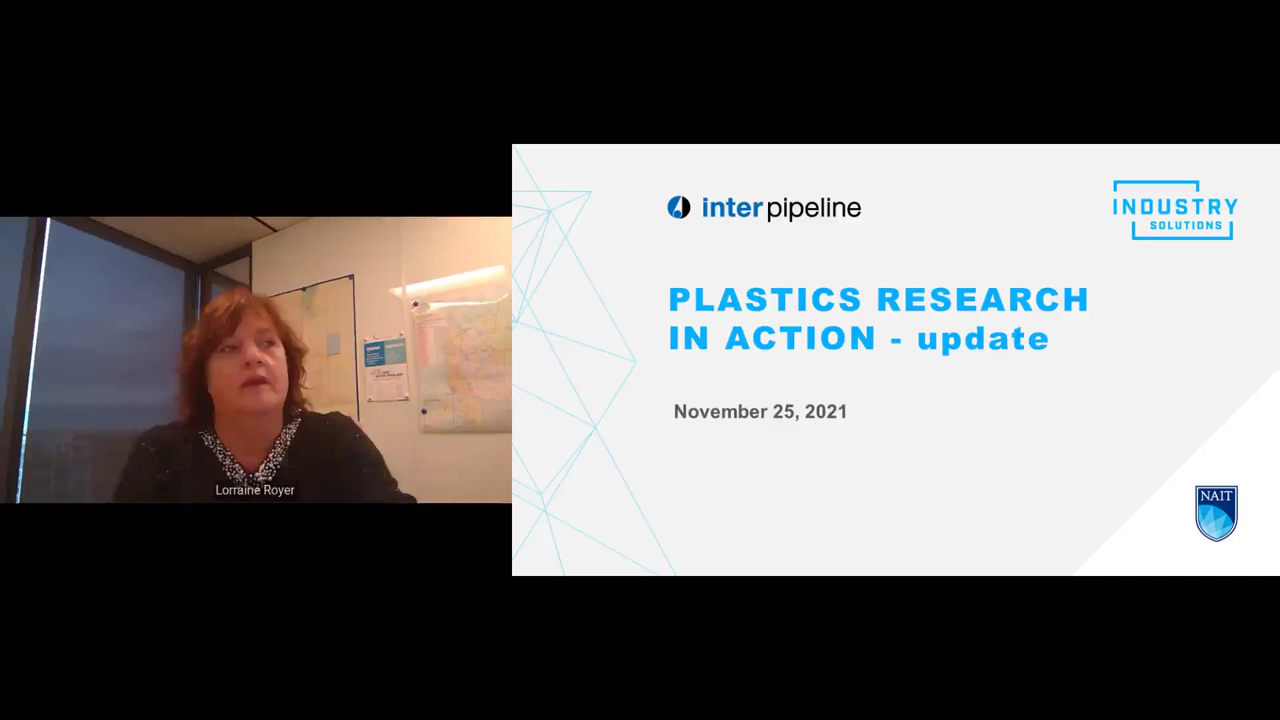 Lorraine Royer
inter pipeline
INDUSTRY
SOLUTIONS
PLASTICS RESEARCH
IN ACTION - update
November 25, 2021
NAIT